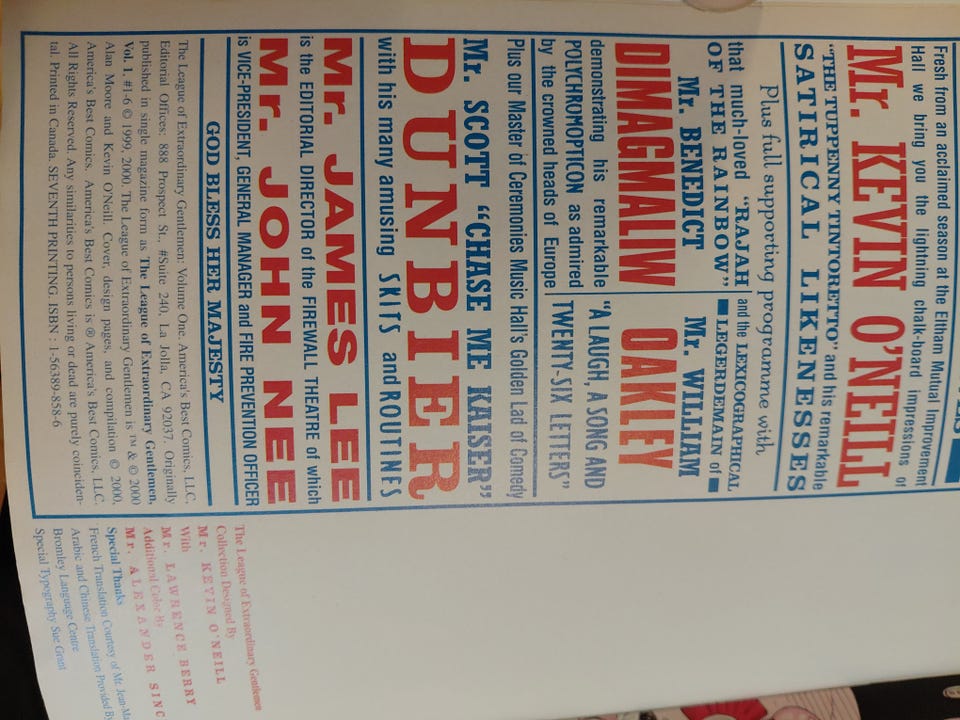 Fresh from an acclaimed season at the Eltham Mutual Improvement
Hall we bring you the lightning chalk-board impressions of
Mr. KEVIN O'NEILL
"THE TUPPENNY TINTORETTO" and his remarkable
SATIRICAL LIKENESSES
Plus full supporting programme with
that much-loved "RAJAH
OF THE RAINBOW"
Mr. BENEDICT
DIMAGMALIW
demonstrating his remarkable
POLYCHROMOPTICON as admired
by the crowned heads of Europe
and the LEXICOGRAPHICAL
LEGERDEMAIN of
Mr. WILLIAM
OAKLEY
"A LAUGH, A SONG AND
TWENTY-SIX LETTERS"
Plus our Master of Ceremonies Music Hall's Golden Lad of Comedy
Mr. SCOTT "CHASE ME KAISER"
DUNBIER
with his many amusing SKITS and ROUTINES
Mr. JAMES LEE
is the EDITORIAL DIRECTOR of the FIREWALL THEATRE of which
Mr. JOHN NEE
is VICE-PRESIDENT, GENERAL MANAGER and FIRE PREVENTION OFFICER
GOD BLESS HER MAJESTY
The League of Extraordinary Gentlemen: Volume One. America's Best Comics, LLC,
Editorial Offices: 888 Prospect St., #Suite 240, La Jolla, CA 92037. Originally
published in single magazine form as The League of Extraordinary Gentlemen,
Vol. 1, #1-6 © 1999, 2000. The League of Extraordinary Gentlemen is ™ & © 2000
Alan Moore and Kevin O'Neill. Cover, design pages, and compilation © 2000,
America's Best Comics. America's Best Comics is ® America's Best Comics, LLC.
All Rights Reserved. Any similarities to persons living or dead are purely coinciden-
tal. Printed in Canada. SEVENTH PRINTING. ISBN : 1-56389-858-6
The League of Extraordinary Gentlemen
Collection Designed By
Mr. KEVIN O'NEILL
With
Mr. LAWRENCE BERRY
Additional Color By
Mr. ALEXANDER SINC
Special Thanks
French Translation Courtesy of Mr. Jean-Ma
Arabic and Chinese Translation Provided B
Bromley Language Centre
Special Typography Sue Grant